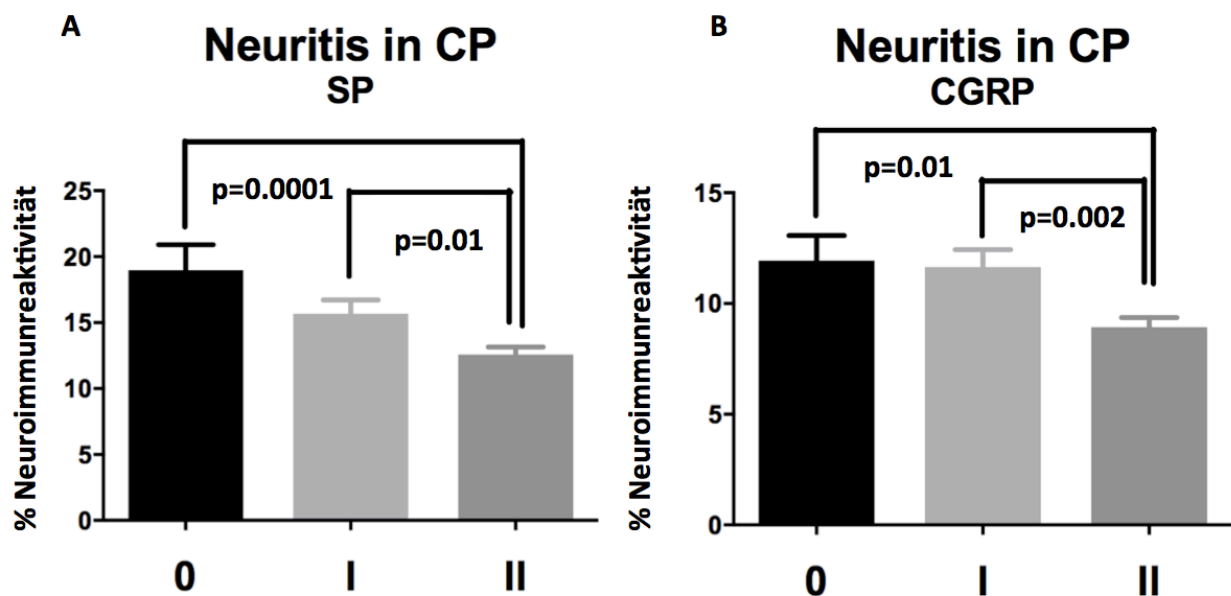 A
Neuritis in CP
SP
% Neuroimmunreaktivität
25
20
15
10
5
0
p=0.0001
p=0.01
0 I II
B
Neuritis in CP
CGRP
% Neuroimmunreaktivität
15
10
5
0
p=0.01
p=0.002
0 I II